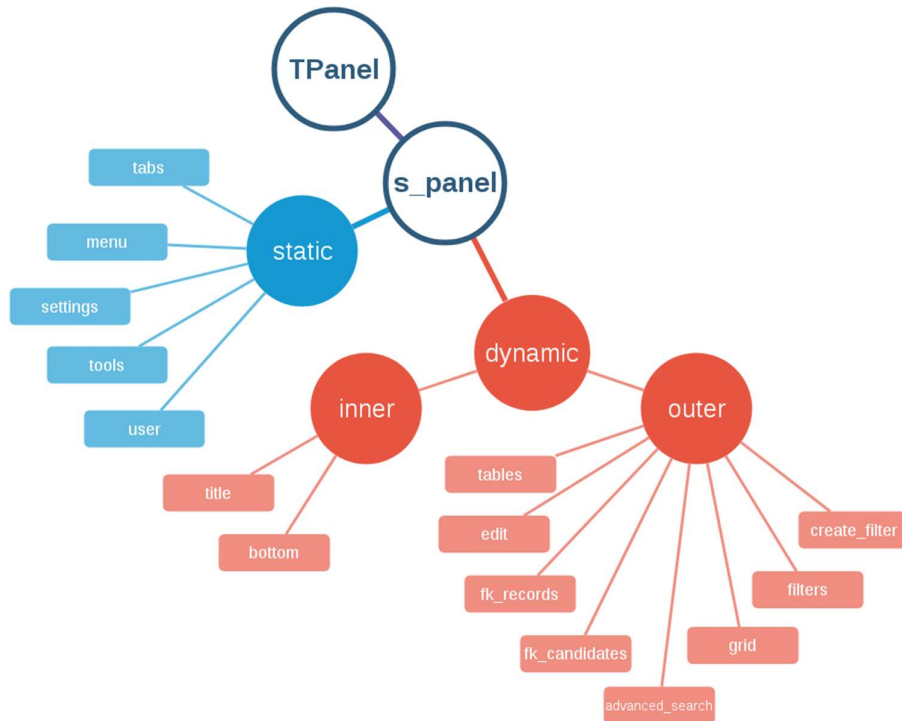 TPanel
s_panel
tabs
menu
static
settings
tools
user
dynamic
inner
outer
title
bottom
tables
edit
fk_records
fk_candidates
advanced_search
grid
filters
create_filter